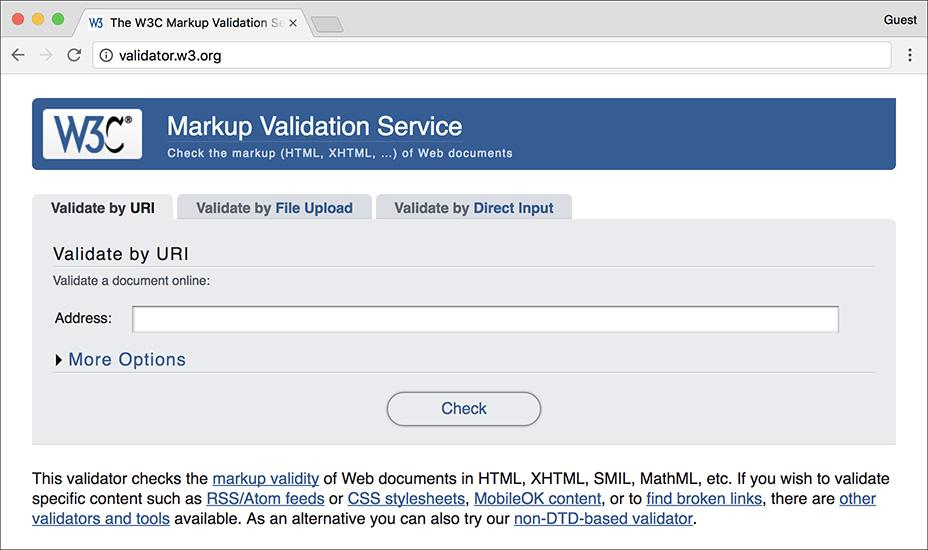 W3 The W3C Markup Validation Se
Guest
validator.w3.org
W3C® Markup Validation Service
Check the markup (HTML, XHTML, …) of Web documents
Validate by URI Validate by File Upload Validate by Direct Input
Validate by URI
Validate a document online:
Address:
More Options
Check
This validator checks the markup validity of Web documents in HTML, XHTML, SMIL, MathML, etc. If you wish to validate
specific content such as RSS/Atom feeds or CSS stylesheets, MobileOK content, or to find broken links, there are other
validators and tools available. As an alternative you can also try our non-DTD-based validator.